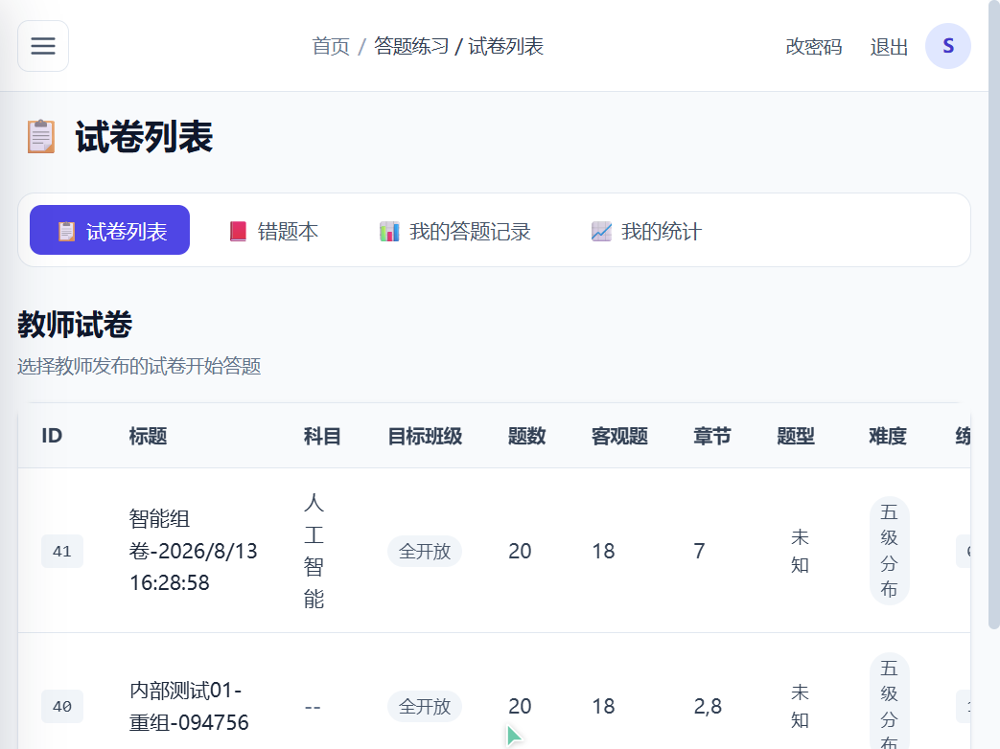 首页 / 答题练习 / 试卷列表
改密码 退出 S
试卷列表
试卷列表 错题本 我的答题记录 我的统计
教师试卷
选择教师发布的试卷开始答题
ID 标题 科目 目标班级 题数 客观题 章节 题型 难度
41 智能组卷-2026/8/13 16:28:58 人工智能 全开放 20 18 7 未知 五级分布
40 内部测试01-重组-094756 -- 全开放 20 18 2,8 未知 五级分布